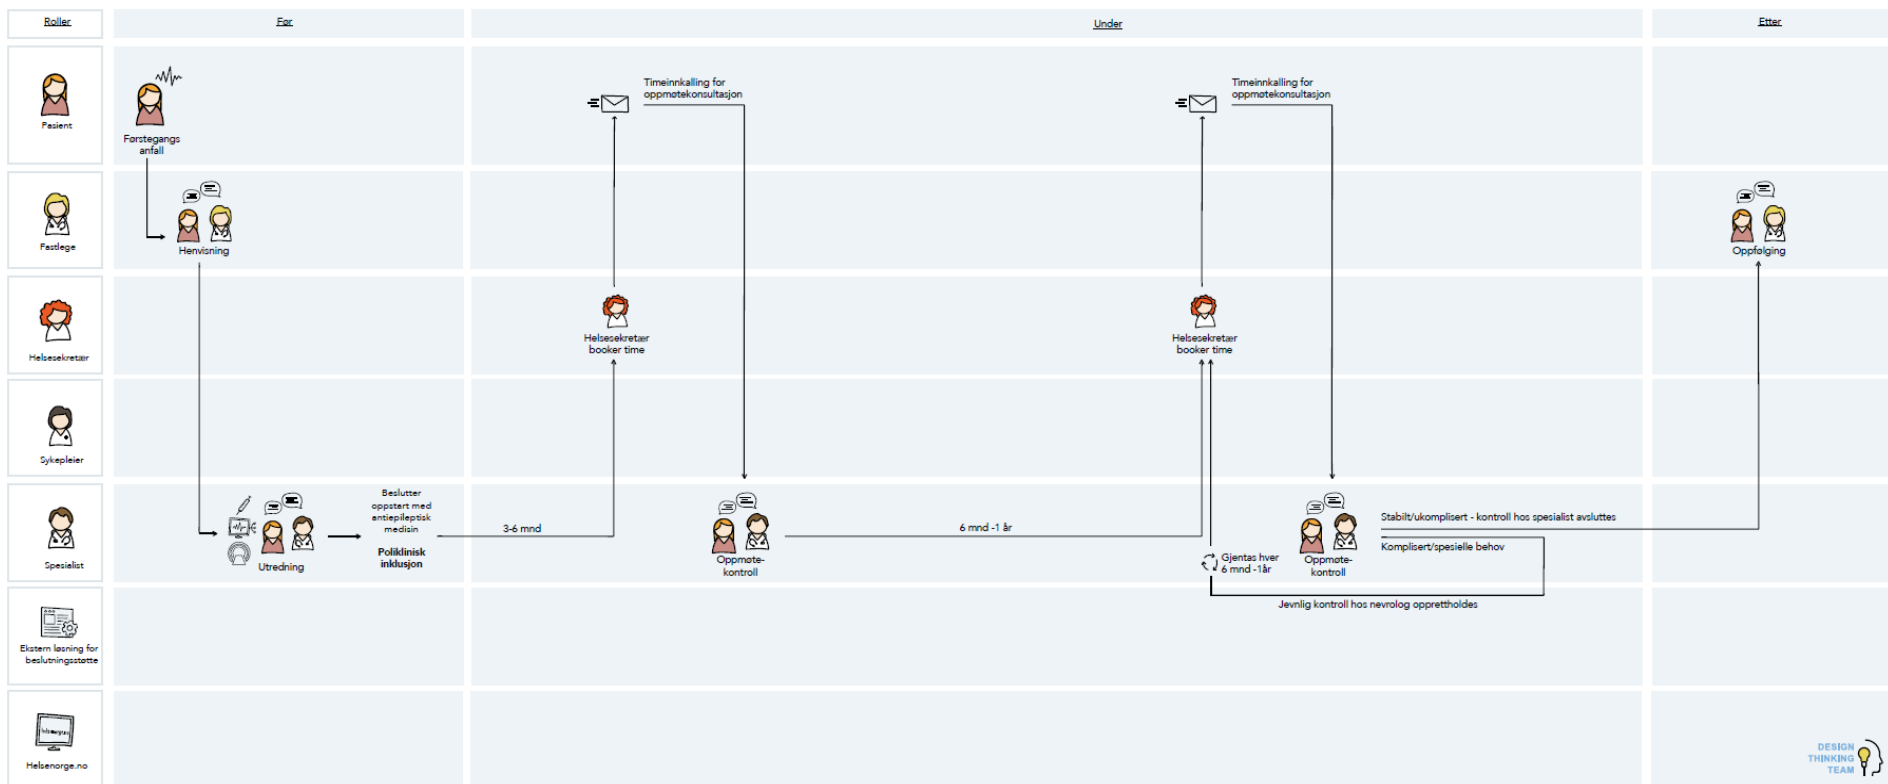 Roller
Før
Under
Etter
Pasient
Førstegangs
anfall
Timeinnkalling for
oppmøtekonsultasjon
Timeinnkalling for
oppmøtekonsultasjon
Fastlege
Henvisning
Oppfølging
Helsesekretær
Helsesekretær
booker time
Helsesekretær
booker time
Sykepleier
Spesialist
Utredning
Beslutter
oppstart med
antiepileptisk
medisin
Poliklinisk
inklusjon
3-6 mnd
Oppmøte-
kontroll
6 mnd -1 år
Gjentas hver
6 mnd -1år
Oppmøte-
kontroll
Stabilt/ukomplisert - kontroll hos spesialist avsluttes
Komplisert/spesielle behov
Jevnlig kontroll hos nevrolog opprettholdes
Ekstern løsning for
beslutningsstøtte
Helsenorge.no
DESIGN
THINKING
TEAM